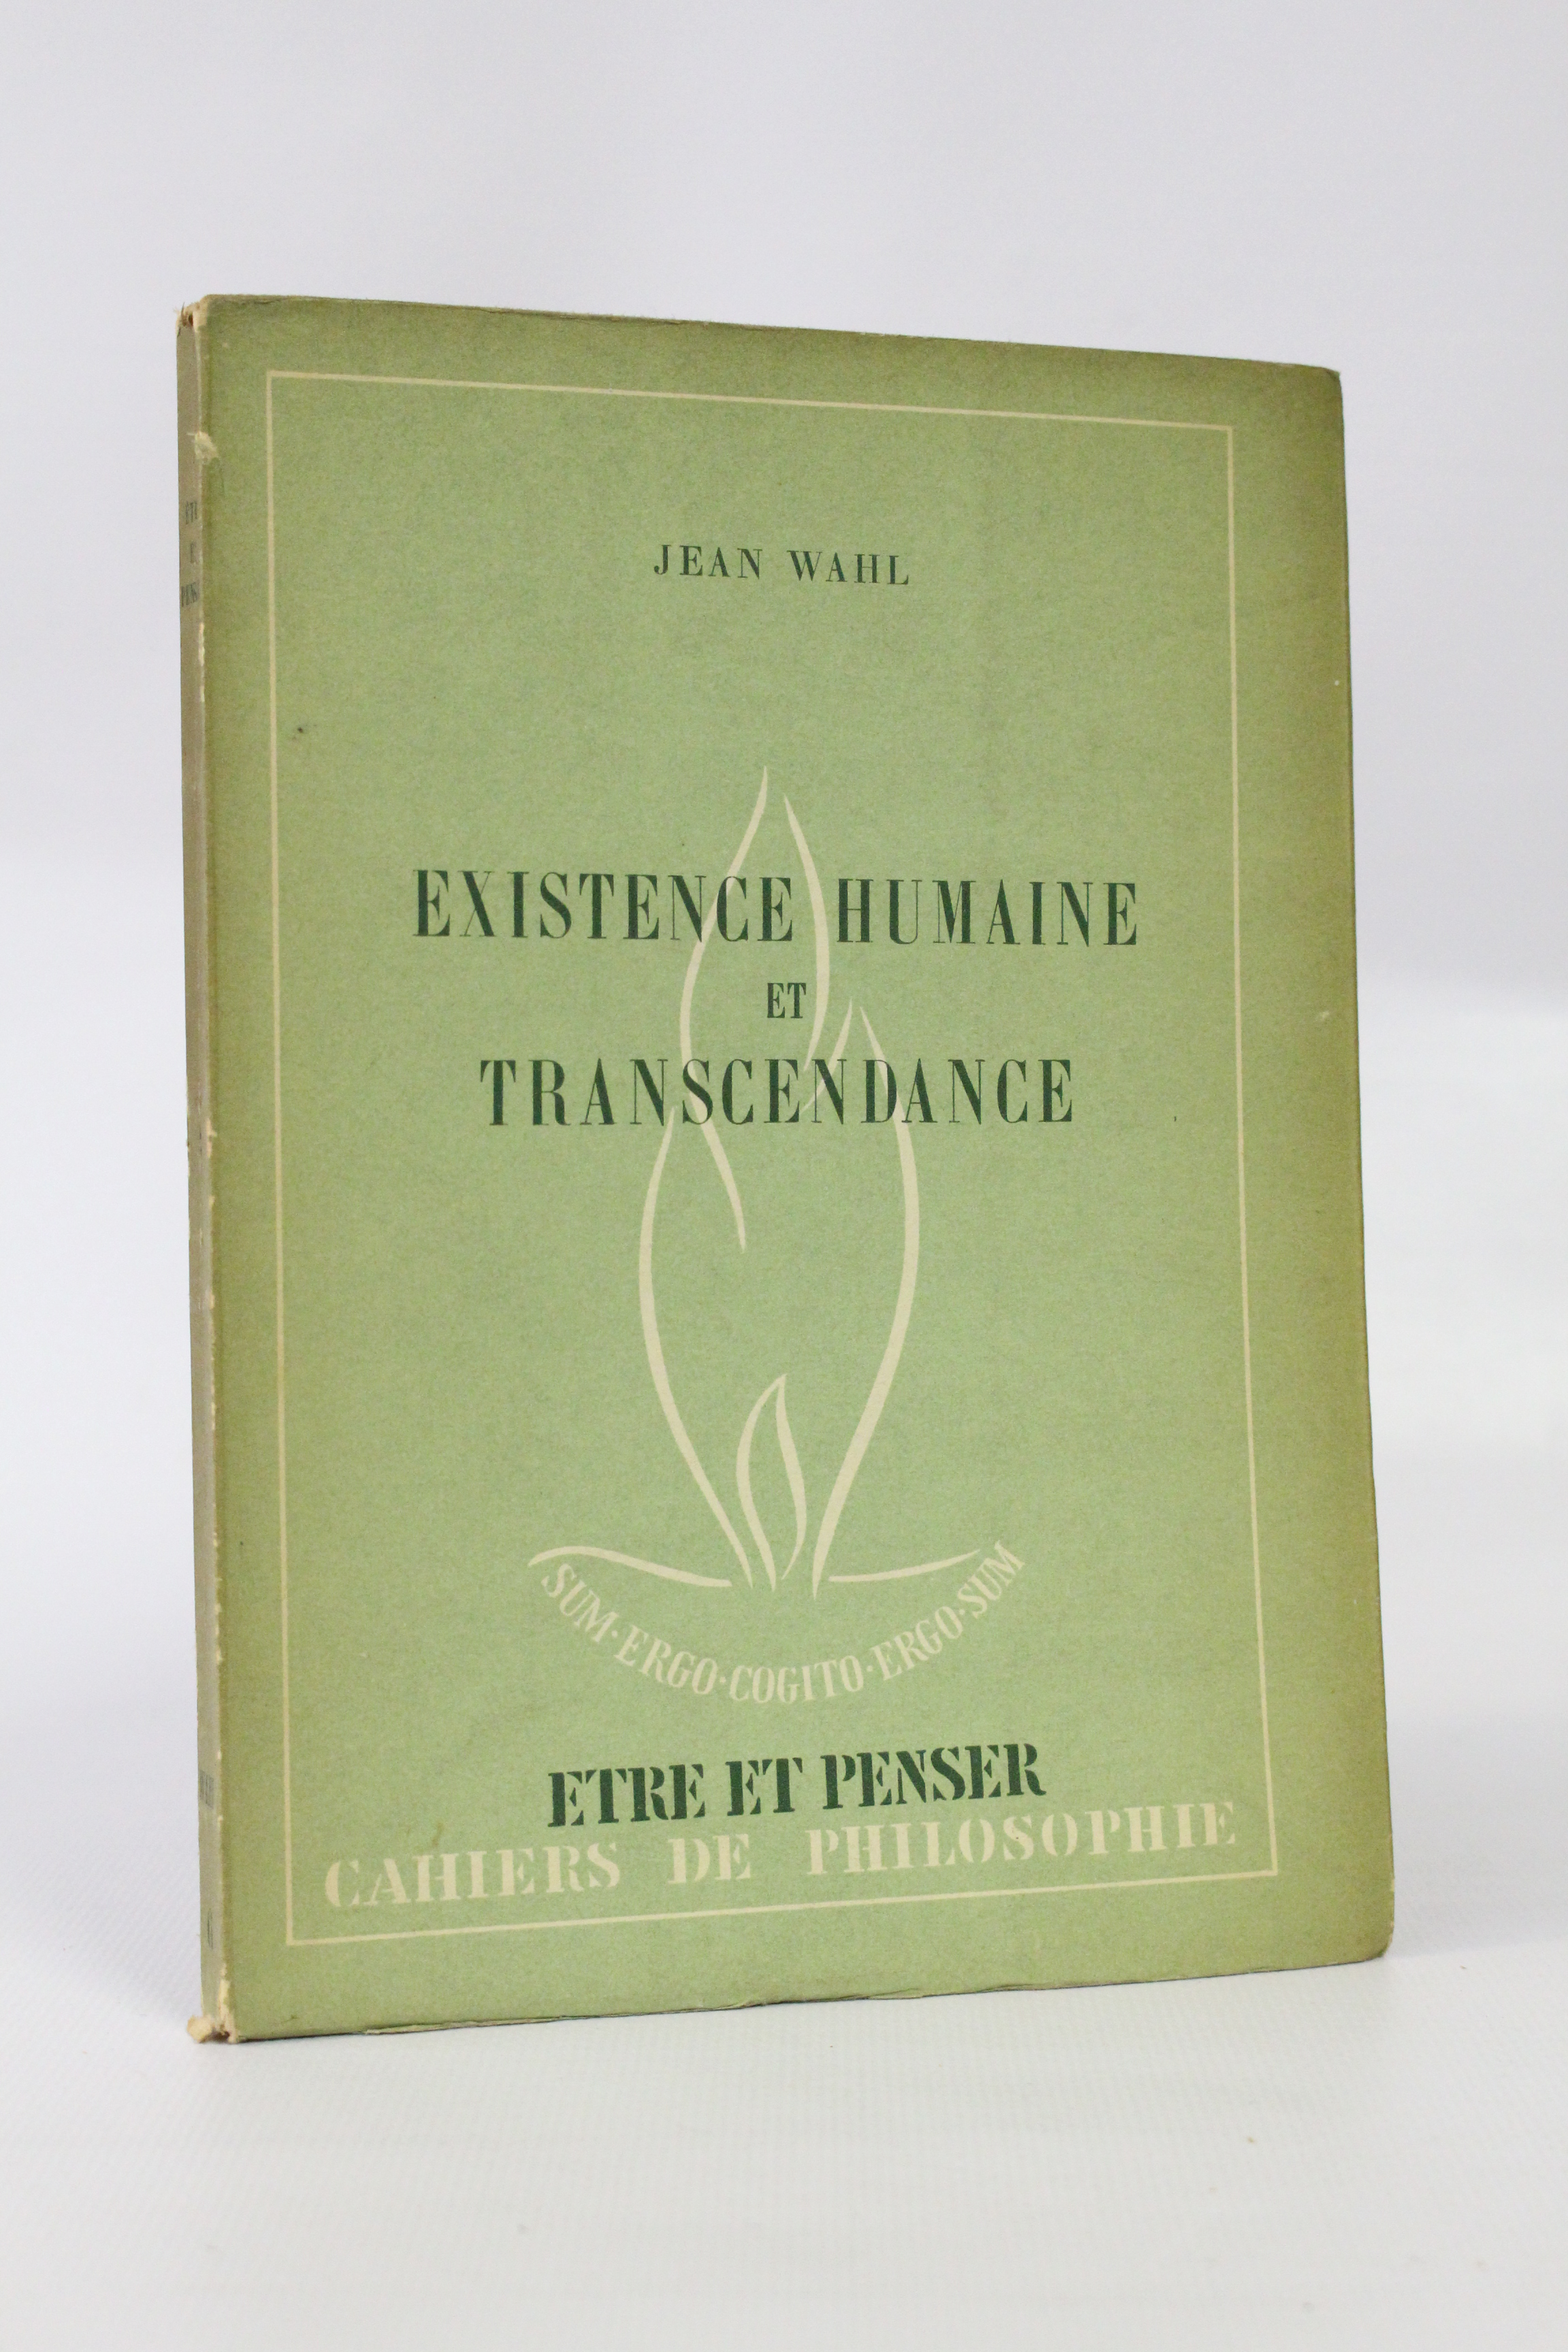 JEAN WAHL
EXISTENCE HUMAINE
ET
TRANSCENDANCE
SUM·ERGO·COGITO·ERGO·SUM
ETRE ET PENSER
CAHIERS DE PHILOSOPHIE